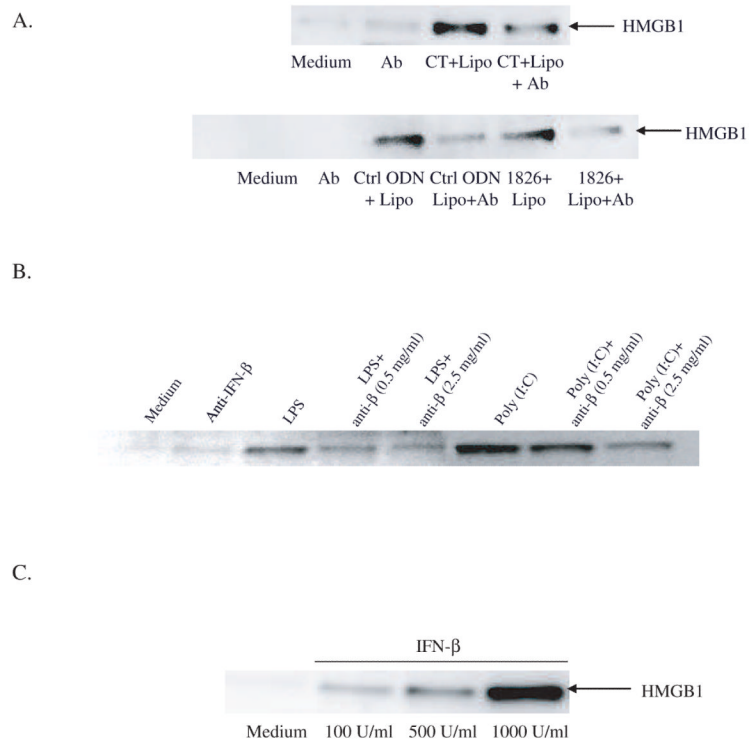 A.
HMGB1
Medium Ab CT+Lipo CT+Lipo
+ Ab
HMGB1
Medium Ab Ctrl ODN Ctrl ODN 1826+ 1826+
+ Lipo Lipo+Ab Lipo Lipo+Ab
B.
Medium
Anti-IFN-β
LPS
LPS+
anti-β (0.5 mg/ml)
LPS+
anti-β (2.5 mg/ml)
Poly (I:C)
Poly (I:C)+
anti-β (0.5 mg/ml)
Poly (I:C)+
anti-β (2.5 mg/ml)
C.
IFN-β
HMGB1
Medium 100 U/ml 500 U/ml 1000 U/ml